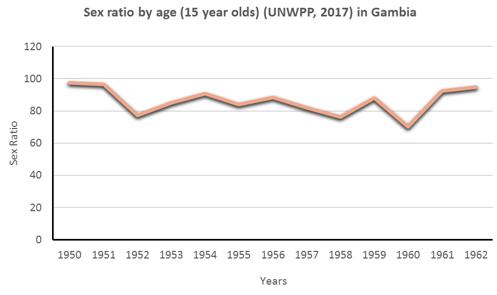 Sex ratio by age (15 year olds) (UNWPP, 2017) in Gambia
120
100
80
60
40
20
0
Sex Ratio
1950 1951 1952 1953 1954 1955 1956 1957 1958 1959 1960 1961 1962
Years